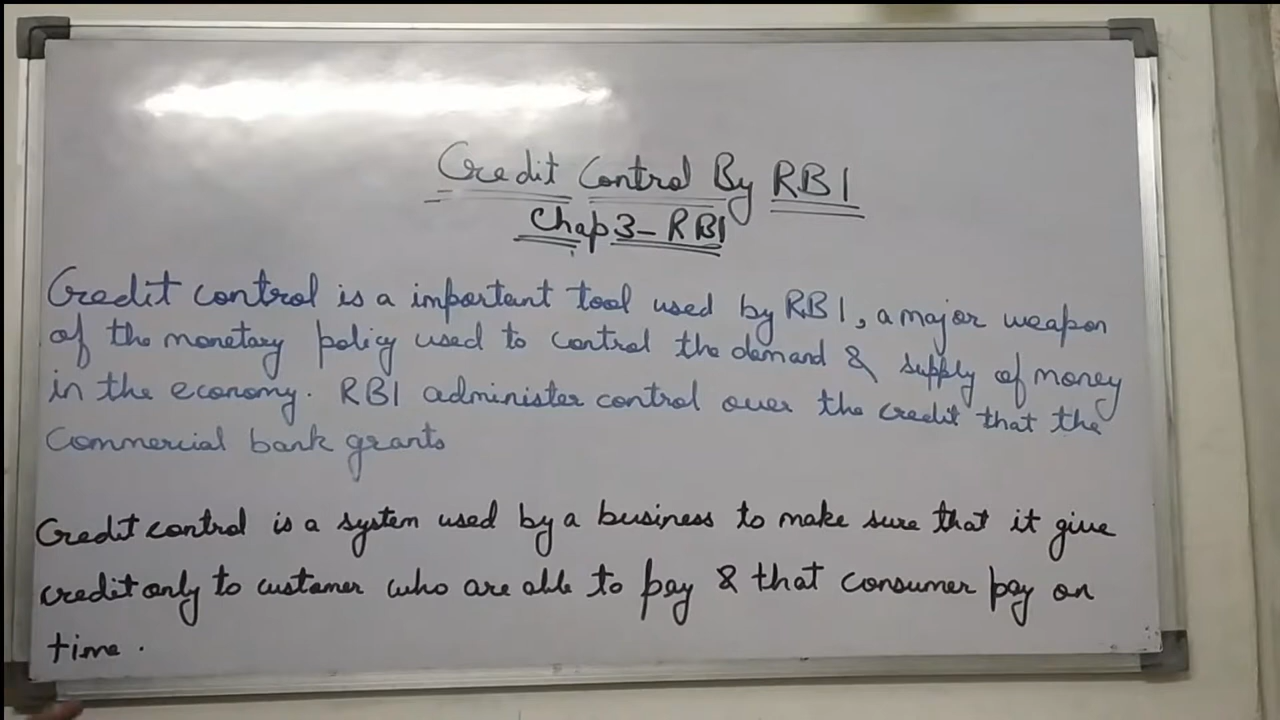 Credit Control By RBI
Chap 3 - RBI
Credit control is a important tool used by RBI, a major weapon
of the monetary policy used to control the demand & supply of money
in the economy. RBI administer control over the credit that the
Commercial bank grants
Credit control is a system used by a business to make sure that it give
credit only to customer who are able to pay & that consumer pay on
time.